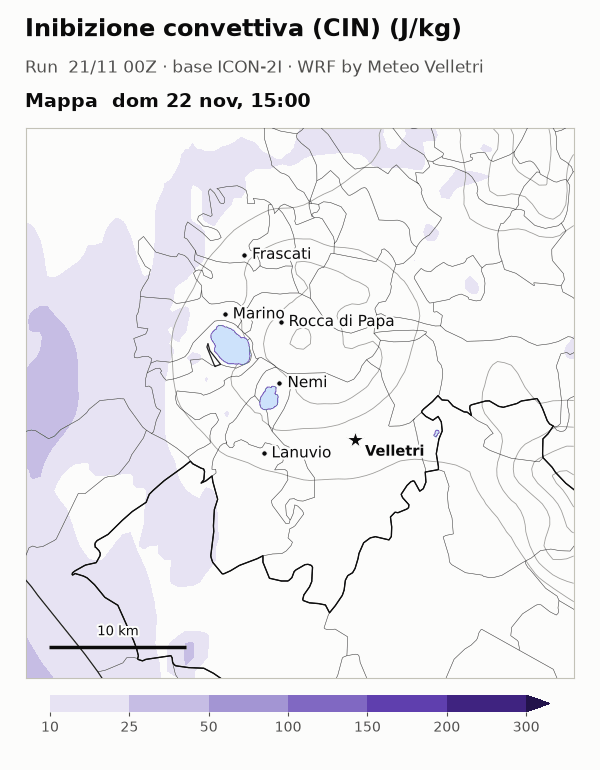 Inibizione convettiva (CIN) (J/kg)
Run  21/11 00Z · base ICON-2I · WRF by Meteo Velletri
Mappa  dom 22 nov, 15:00
Frascati
Marino
Rocca di Papa
Nemi
Velletri
Lanuvio
10 km
10 25 50 100 150 200 300